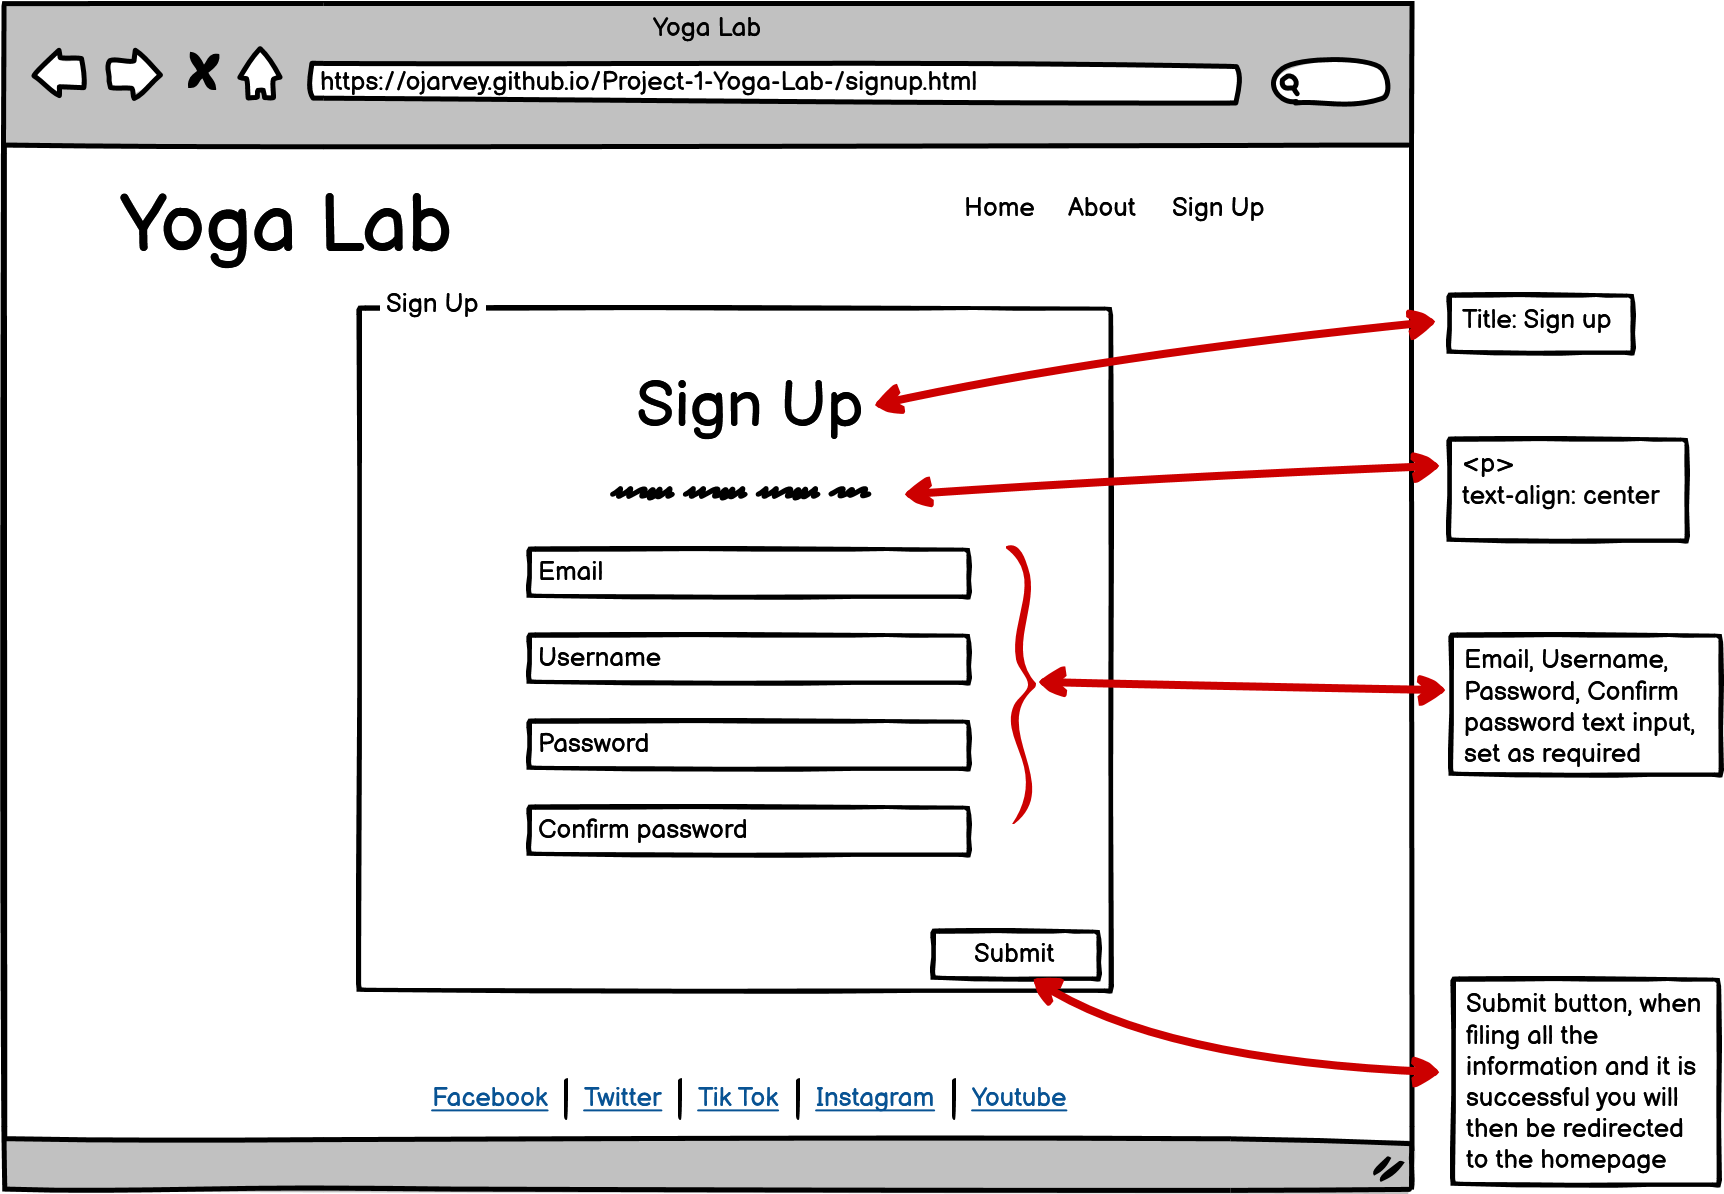 Yoga Lab
https://ojarvey.github.io/Project-1-Yoga-Lab-/signup.html
Yoga Lab
Home About Sign Up
Sign Up
Sign Up
Email
Username
Password
Confirm password
Submit
Facebook
Twitter
Tik Tok
Instagram
Youtube
Title: Sign up
<p>
text-align: center
Email, Username,
Password, Confirm
password text input,
set as required
Submit button, when
filing all the
information and it is
successful you will
then be redirected
to the homepage